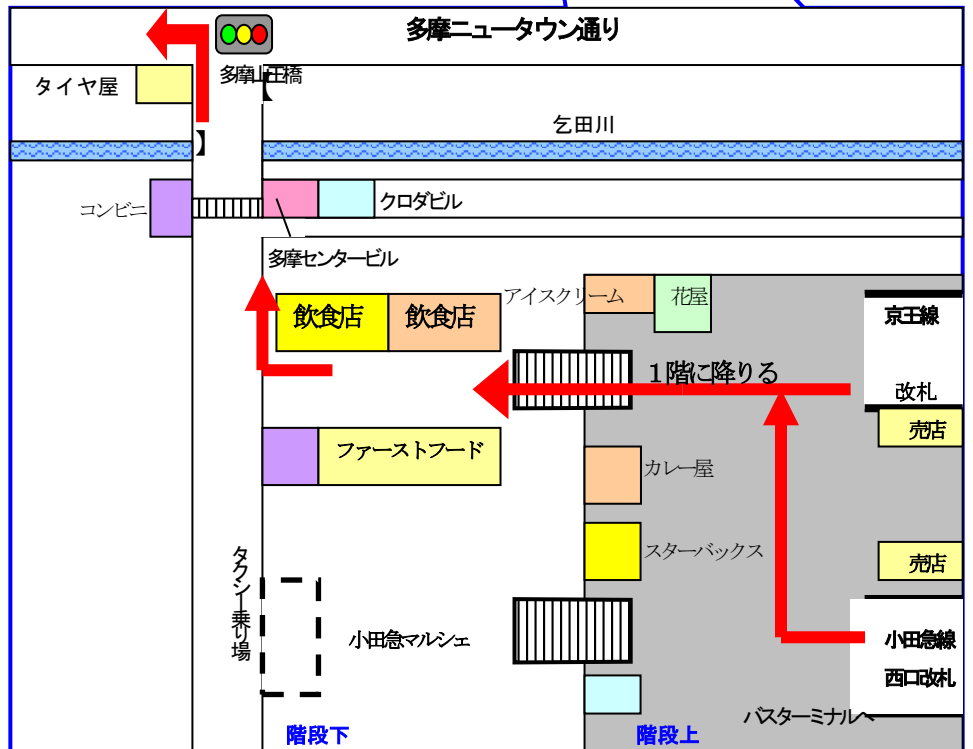 多摩ニュータウン通り
多摩山王橋
タイヤ屋
乞田川
コンビニ
クロダビル
多摩センタービル
アイスクリーム
花屋
飲食店
飲食店
京王線
改札
1階に降りる
売店
ファーストフード
カレー屋
スターバックス
売店
タクシー乗り場
小田急マルシェ
小田急線
西口改札
バスターミナルへ
階段下
階段上